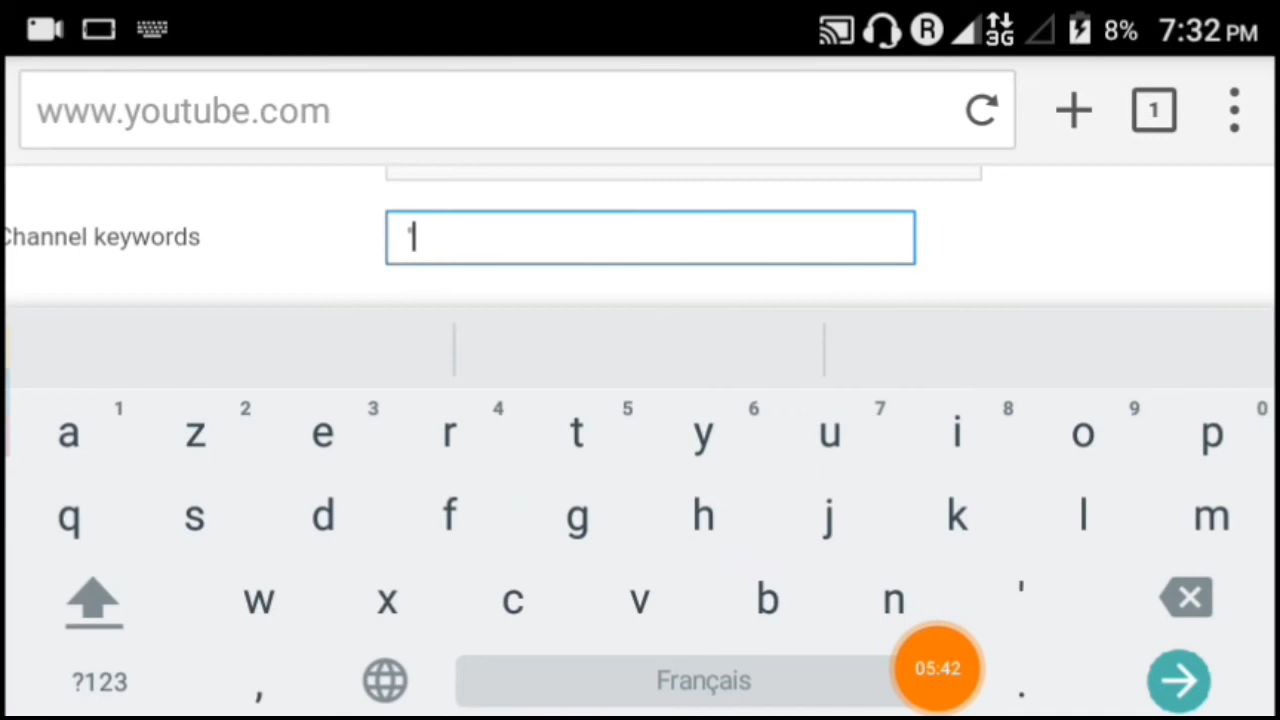 R 3G 8% 7:32 PM
www.youtube.com 1
Channel keywords '
1 2 3 4 5 6 7 8 9 0
a z e r t y u i o p
q s d f g h j k l m
w x c v b n '
?123 , Français 05:42 .